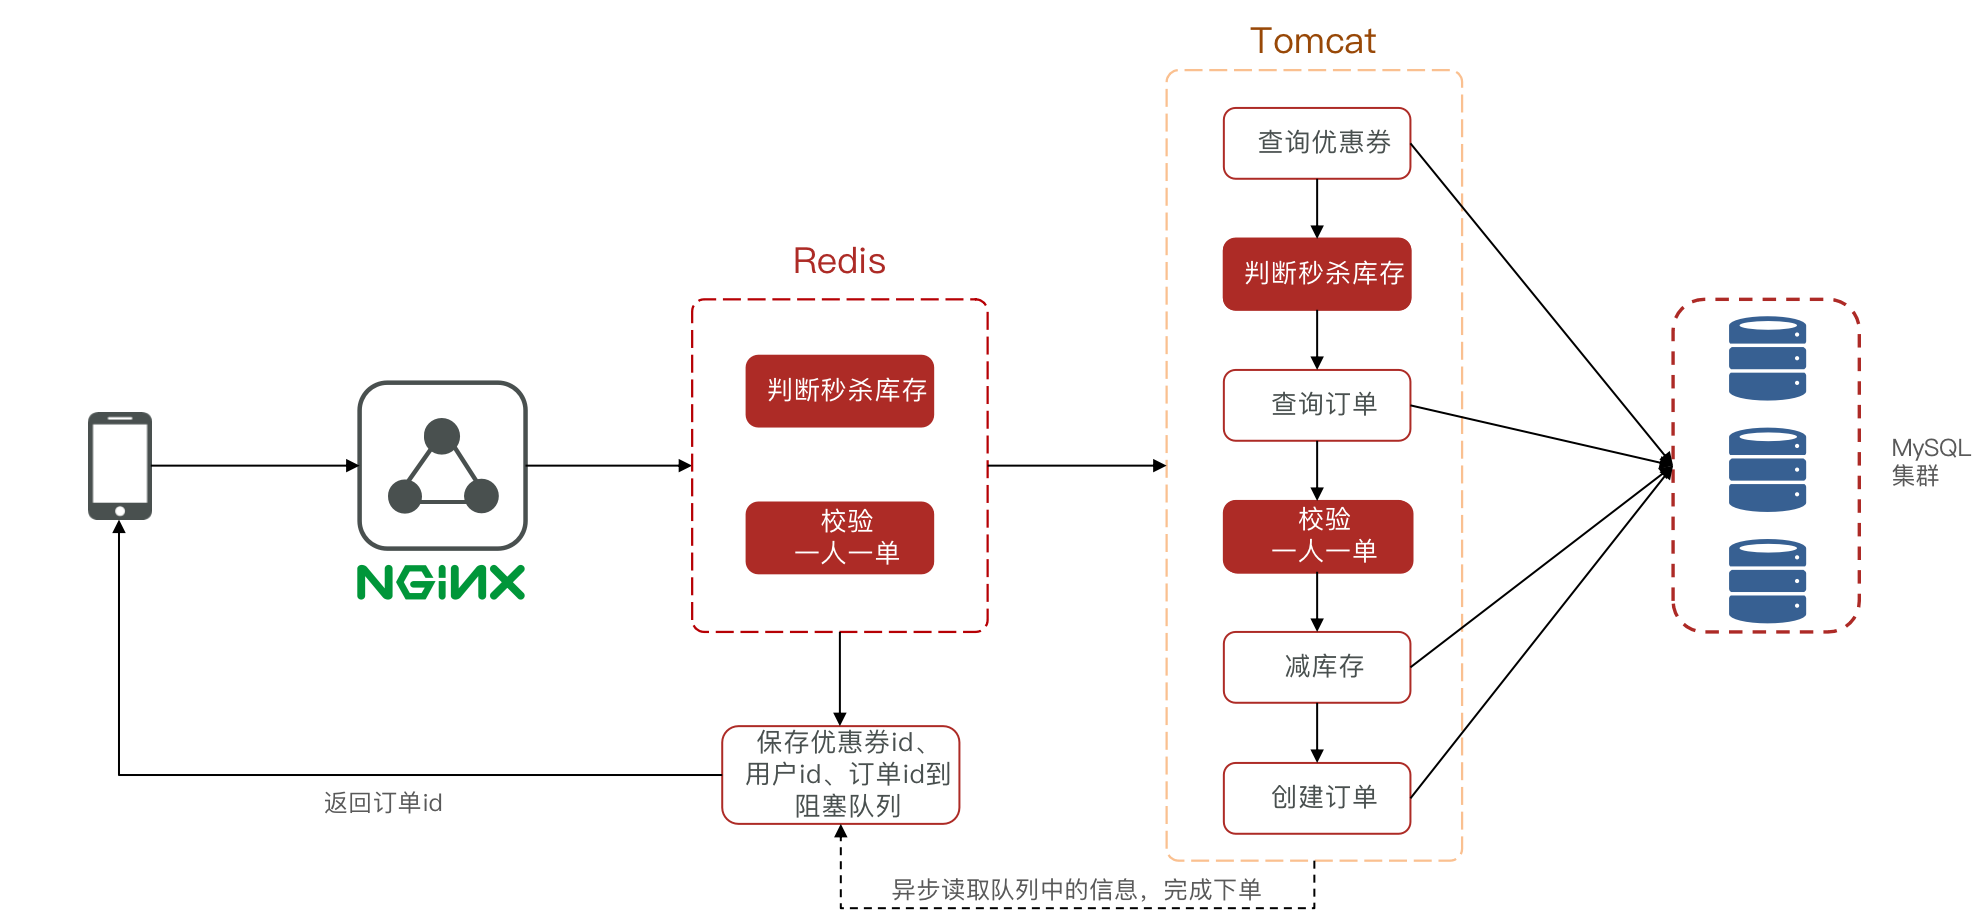 Tomcat
查询优惠券
判断秒杀库存
查询订单
校验
一人一单
减库存
创建订单
Redis
判断秒杀库存
校验
一人一单
NGINX
MySQL
集群
保存优惠券id、
用户id、订单id到
阻塞队列
返回订单id
异步读取队列中的信息，完成下单